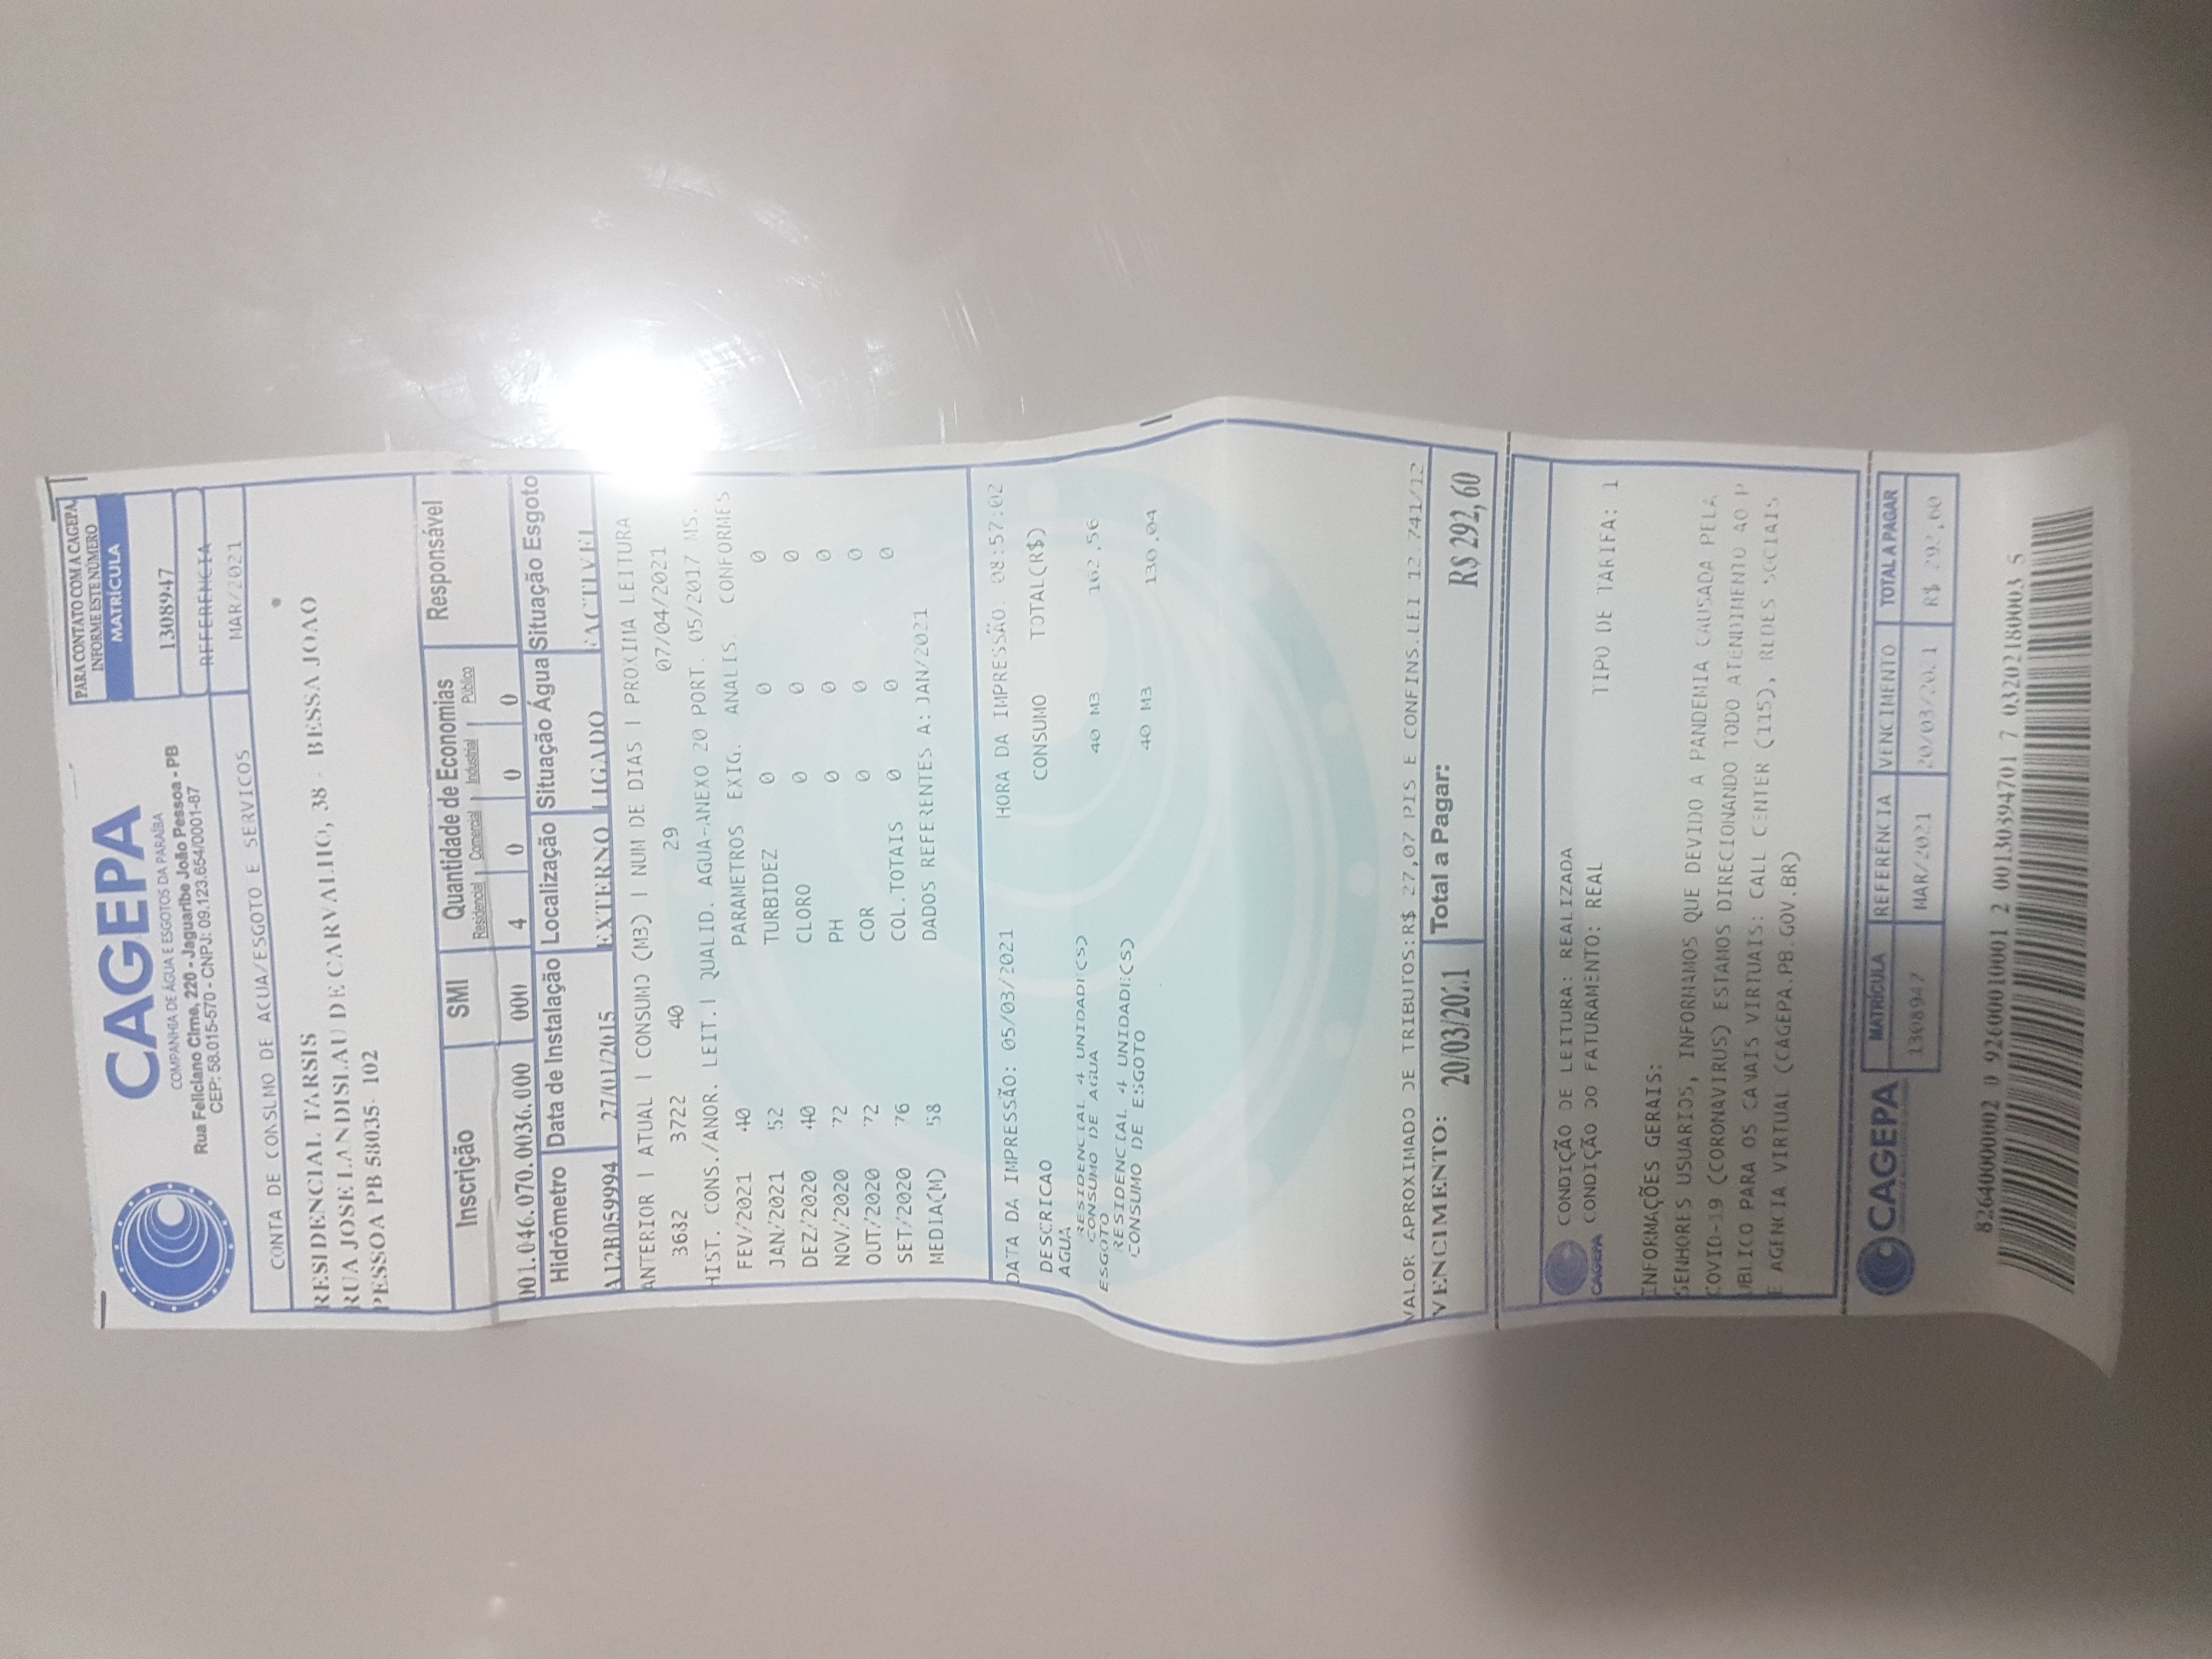 CAGEPA
COMPANHIA DE ÁGUA E ESGOTOS DA PARAÍBA
Rua Feliciano Cirne, 220 - Jaguaribe João Pessoa - PB
CEP: 58.015-570 - CNPJ: 09.123.654/0001-87
PARA CONTATO COM A CAGEPA,
INFORME ESTE NÚMERO
MATRÍCULA
1308947
REFERENCIA
MAR/2021
CONTA DE CONSUMO DE AGUA/ESGOTO E SERVICOS
RESIDENCIAL TARSIS
RUA JOSE LANDISLAU DE CARVALHO, 38 - BESSA JOAO
PESSOA PB 58035- 102
Inscrição SMI Quantidade de Economias Responsável
Residencial Comercial Industrial Público
001.046.070.0036.000 000 4 0 0 0
Hidrômetro Data de Instalação Localização Situação Água Situação Esgoto
A12B059994 27/01/2015 EXTERNO LIGADO FACTIVEL
ANTERIOR | ATUAL | CONSUMO (M3) | NUM DE DIAS | PROXIMA LEITURA
3682 3722 40 29 07/04/2021
HIST. CONS./ANOR. LEIT.| QUALID. AGUA-ANEXO 20 PORT. 05/2017 MS.
FEV/2021 40 PARAMETROS EXIG. ANALIS. CONFORMES
JAN/2021 52 TURBIDEZ 0 0 0
DEZ/2020 40 CLORO 0 0 0
NOV/2020 72 PH 0 0 0
OUT/2020 72 COR 0 0 0
SET/2020 76 COL.TOTAIS 0 0 0
MEDIA(M) 58 DADOS REFERENTES A: JAN/2021
DATA DA IMPRESSÃO: 05/03/2021 HORA DA IMPRESSÃO: 08:57:02
DESCRICAO CONSUMO TOTAL(R$)
AGUA
RESIDENCIAL 4 UNIDADE(S)
CONSUMO DE AGUA 40 M3 162,56
ESGOTO
RESIDENCIAL 4 UNIDADE(S)
CONSUMO DE ESGOTO 40 M3 130,04
VALOR APROXIMADO DE TRIBUTOS:R$ 27,07 PIS E CONFINS.LEI 12.741/12
VENCIMENTO: 20/03/2021 Total a Pagar: R$ 292,60
CONDIÇÃO DE LEITURA: REALIZADA
CAGEPA CONDIÇÃO DO FATURAMENTO: REAL TIPO DE TARIFA: 1
INFORMAÇÕES GERAIS:
SENHORES USUARIOS, INFORMAMOS QUE DEVIDO A PANDEMIA CAUSADA PELA
COVID-19 (CORONAVIRUS) ESTAMOS DIRECIONANDO TODO ATENDIMENTO AO P
UBLICO PARA OS CANAIS VIRTUAIS: CALL CENTER (115), REDES SOCIAIS
E AGENCIA VIRTUAL (CAGEPA.PB.GOV.BR)
CAGEPA MATRÍCULA REFERÊNCIA VENCIMENTO TOTAL A PAGAR
1308947 MAR/2021 20/03/2021 R$ 292,60
82640000002 0 92600010001 2 00130894701 7 03202180003 5